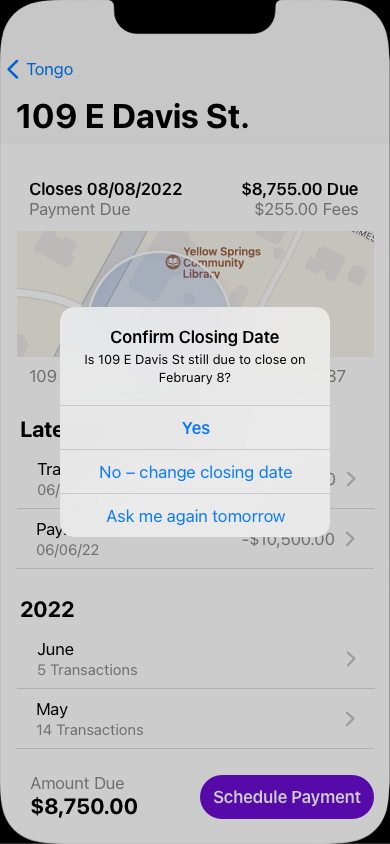 Tongo
109 E Davis St.
Closes 08/08/2022
$8,755.00 Due
Payment Due
$255.00 Fees
Yellow Springs
Community
Library
Confirm Closing Date
Is 109 E Davis St still due to close on
February 8?
109
87
Yes
Late
No – change closing date
Tra
06/
Ask me again tomorrow
Pay
-$10,500.00
06/06/22
2022
June
5 Transactions
May
14 Transactions
Amount Due
$8,750.00
Schedule Payment